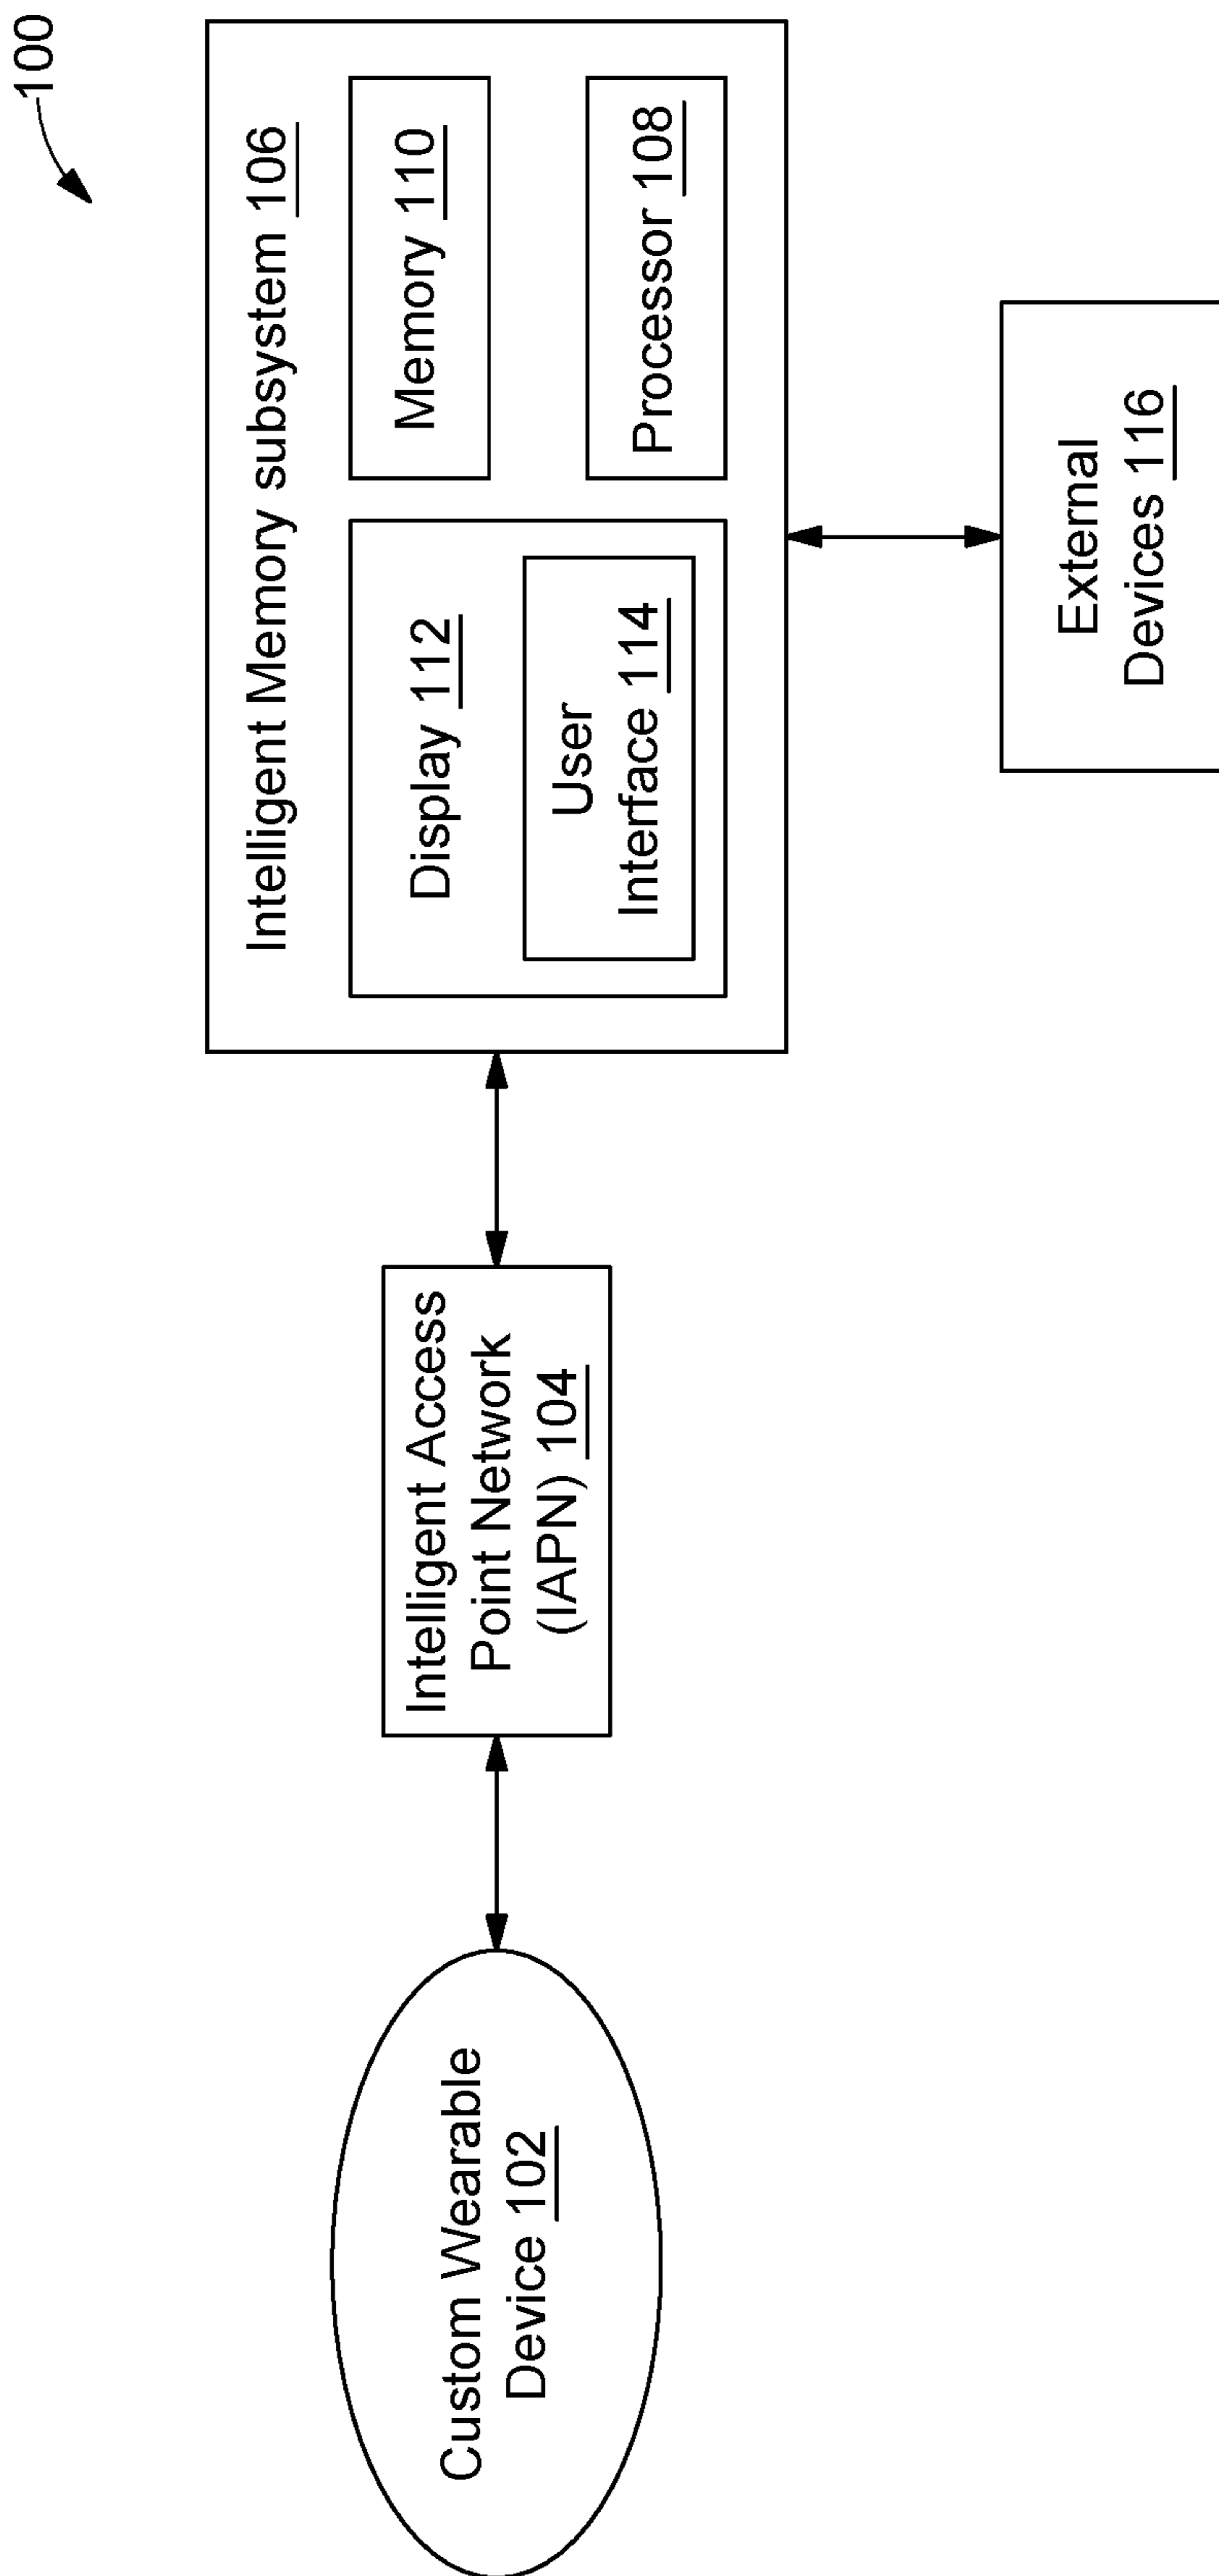 100
Intelligent Memory subsystem 106
Display 112
Memory 110
User
Interface 114
Processor 108
Intelligent Access
Point Network
(IAPN) 104
Custom Wearable
Device 102
External
Devices 116